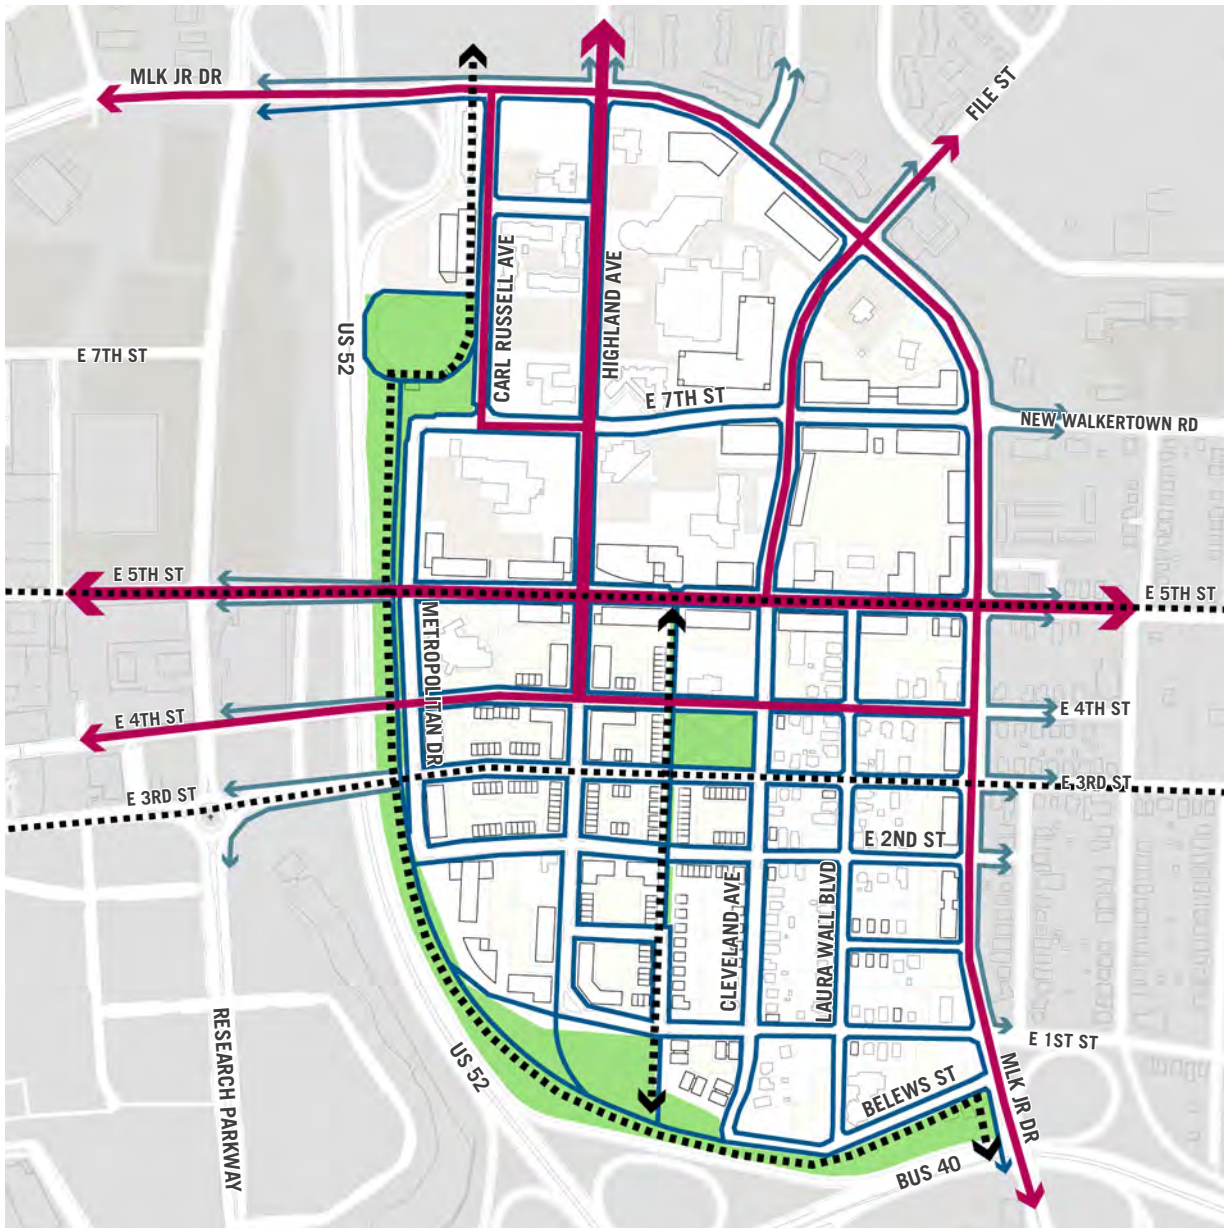 MLK JR DR
FILE ST
CARL RUSSELL AVE
HIGHLAND AVE
US 52
E 7TH ST
E 7TH ST
NEW WALKERTOWN RD
E 5TH ST
E 5TH ST
METROPOLITAN DR
E 4TH ST
E 4TH ST
E 3RD ST
E 3RD ST
E 2ND ST
CLEVELAND AVE
LAURA WALL BLVD
RESEARCH PARKWAY
US 52
E 1ST ST
MLK JR DR
BELEWS ST
BUS 40